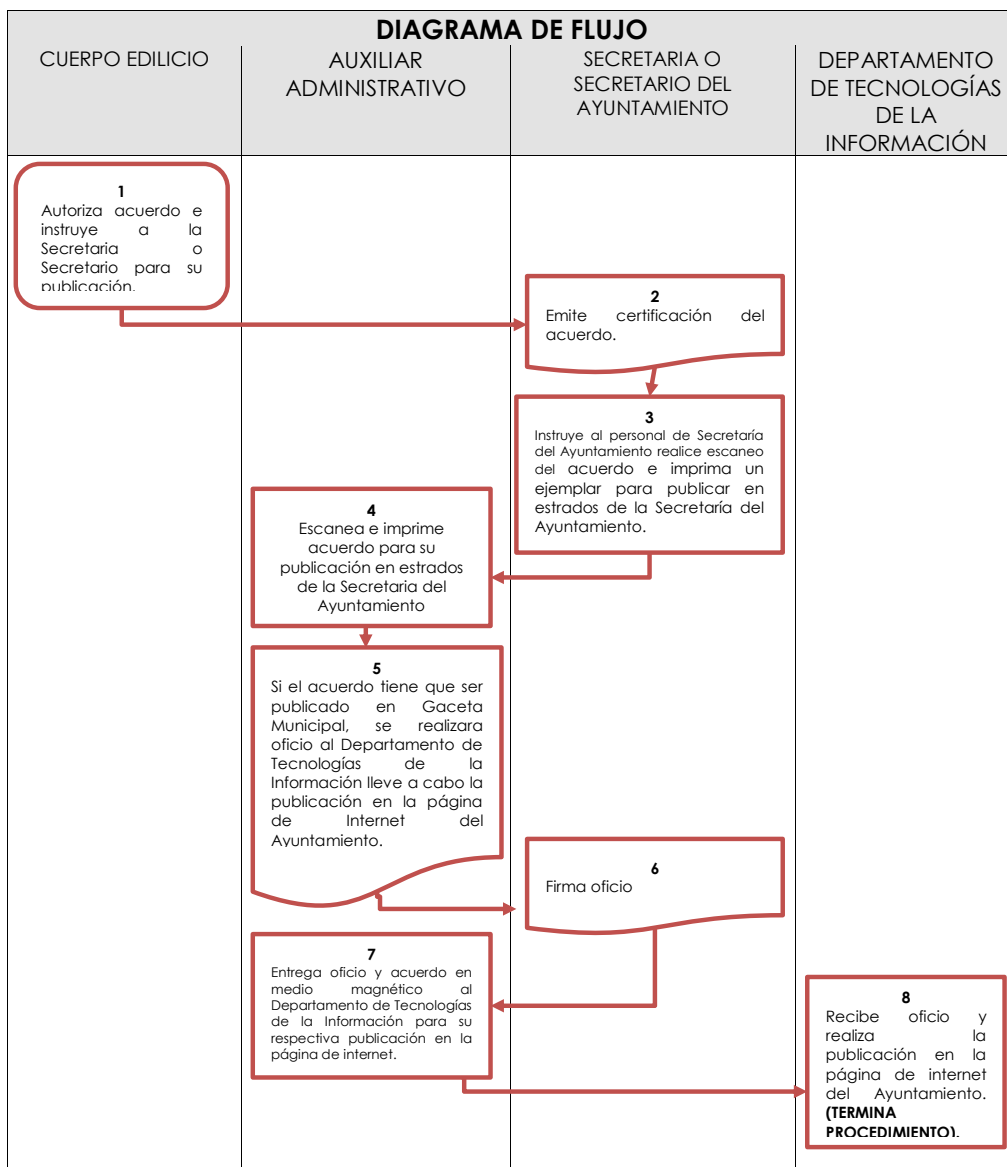 DIAGRAMA DE FLUJO
CUERPO EDILICIO
AUXILIAR
ADMINISTRATIVO
SECRETARIA O
SECRETARIO DEL
AYUNTAMIENTO
DEPARTAMENTO
DE TECNOLOGÍAS
DE LA
INFORMACIÓN
1
Autoriza acuerdo e
instruye a la
Secretaria o
Secretario para su
publicación.
2
Emite certificación del
acuerdo.
3
Instruye al personal de Secretaría
del Ayuntamiento realice escaneo
del acuerdo e imprima un
ejemplar para publicar en
estrados de la Secretaría del
Ayuntamiento.
4
Escanea e imprime
acuerdo para su
publicación en estrados
de la Secretaria del
Ayuntamiento
5
Si el acuerdo tiene que ser
publicado en Gaceta
Municipal, se realizara
oficio al Departamento de
Tecnologías de la
Información lleve a cabo la
publicación en la página
de Internet del
Ayuntamiento.
6
Firma oficio
7
Entrega oficio y acuerdo en
medio magnético al
Departamento de Tecnologías
de la Información para su
respectiva publicación en la
página de internet.
8
Recibe oficio y
realiza la
publicación en la
página de internet
del Ayuntamiento.
(TERMINA
PROCEDIMIENTO).